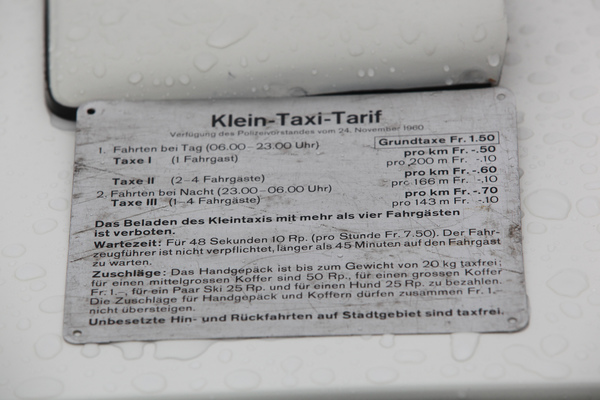 Klein-Taxi-Tarif
Verfügung des Polizeivorstandes vom 24. November 1960
Grundtaxe Fr. 1.50
1. Fahrten bei Tag (06.00 – 23.00 Uhr)
Taxe I (1 Fahrgast) pro km Fr. -.50
pro 200 m Fr. -.10
Taxe II (2–4 Fahrgäste) pro km Fr. -.60
pro 166 m Fr. -.10
2. Fahrten bei Nacht (23.00 – 06.00 Uhr) pro km Fr. -.70
Taxe III (1–4 Fahrgäste) pro 143 m Fr. -.10
Das Beladen des Kleintaxis mit mehr als vier Fahrgästen
ist verboten.
Wartezeit: Für 48 Sekunden 10 Rp. (pro Stunde Fr. 7.50). Der Fahr-
zeugführer ist nicht verpflichtet, länger als 45 Minuten auf den Fahrgast
zu warten.
Zuschläge: Das Handgepäck ist bis zum Gewicht von 20 kg taxfrei;
für einen mittelgrossen Koffer sind 50 Rp., für einen grossen Koffer
Fr. 1.–, für ein Paar Ski 25 Rp. und für einen Hund 25 Rp. zu bezahlen.
Die Zuschläge für Handgepäck und Koffern dürfen zusammen Fr. 1.–
nicht übersteigen.
Unbesetzte Hin- und Rückfahrten auf Stadtgebiet sind taxfrei.